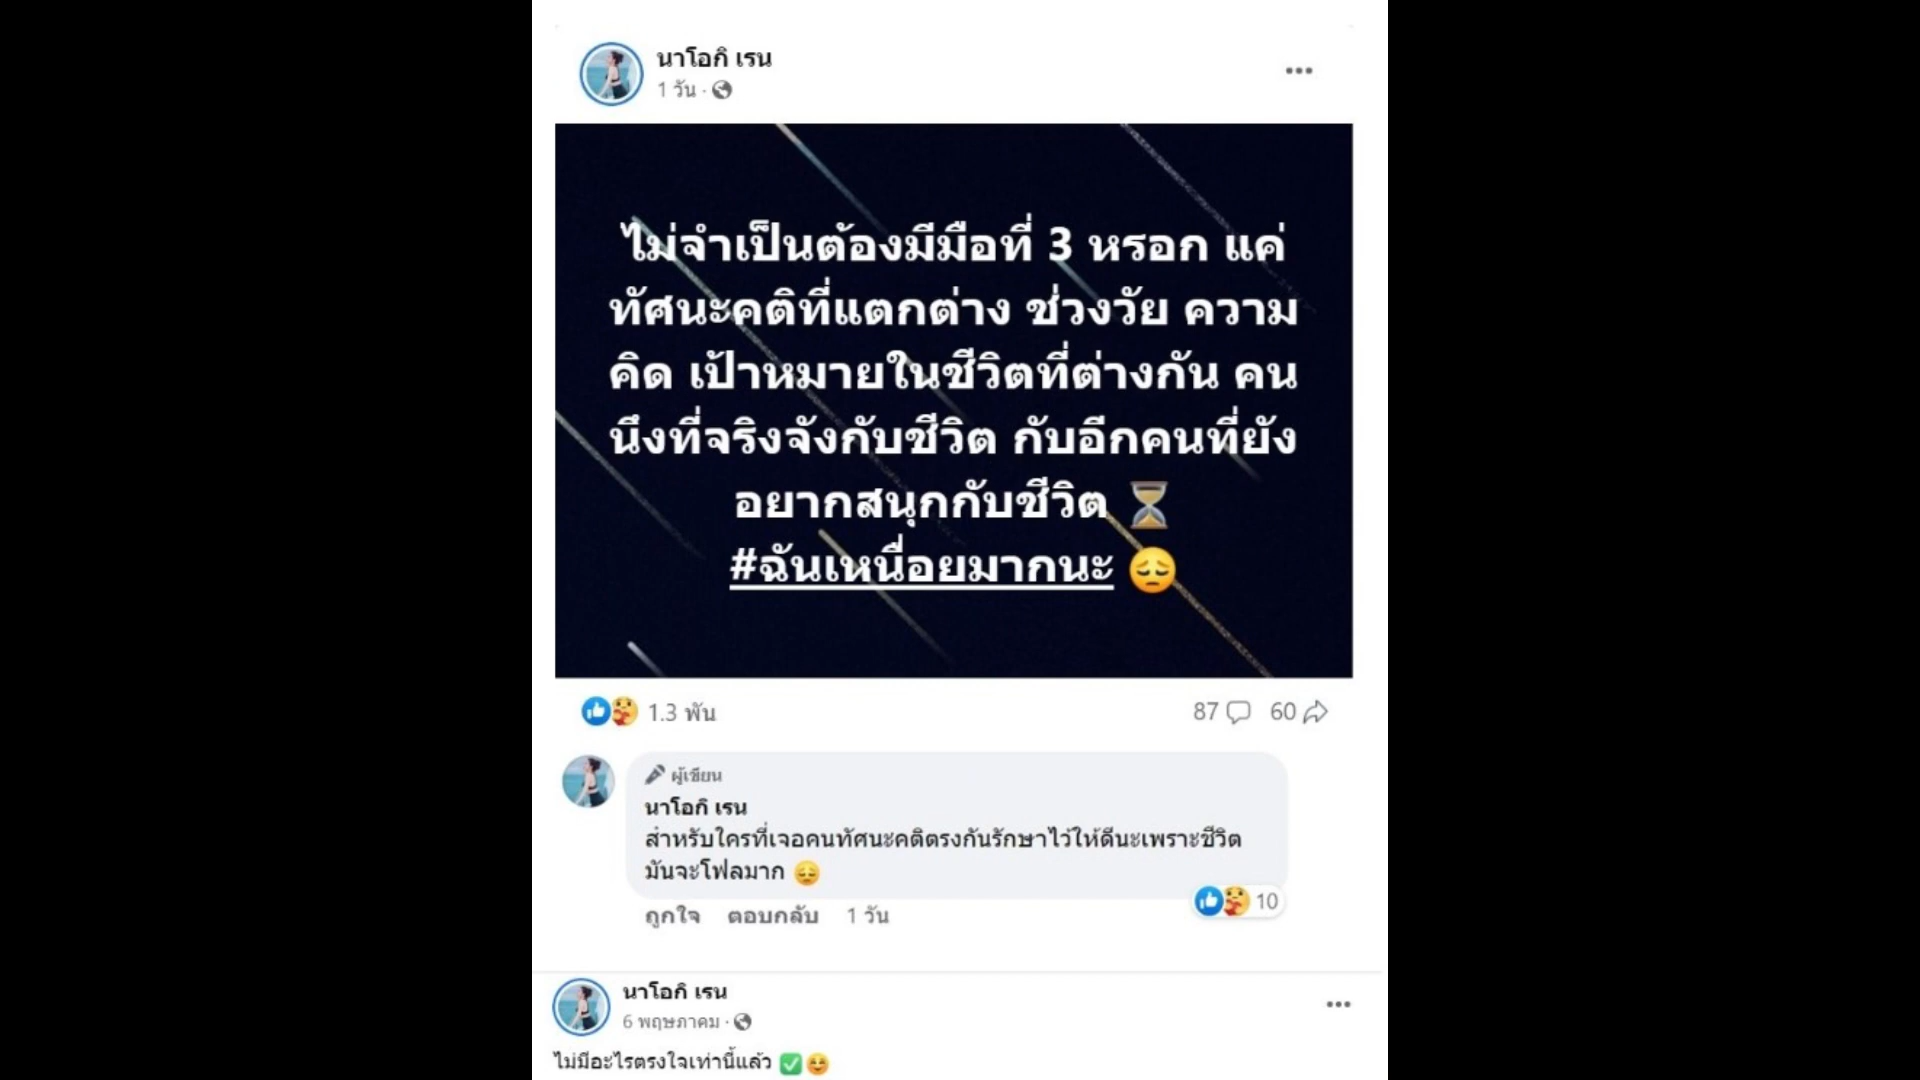 นาโอกิ เรน
1 วัน ·
ไม่จำเป็นต้องมีมือที่ 3 หรอก แค่
ทัศนะคติที่แตกต่าง ช่วงวัย ความ
คิด เป้าหมายในชีวิตที่ต่างกัน คน
นึงที่จริงจังกับชีวิต กับอีกคนที่ยัง
อยากสนุกกับชีวิต ⏳
#ฉันเหนื่อยมากนะ 😔
1.3 พัน
87 60
ผู้เขียน
นาโอกิ เรน
สำหรับใครที่เจอคนทัศนะคติตรงกันรักษาไว้ให้ดีนะเพราะชีวิต
มันจะโฟลมาก 😔
10
ถูกใจ ตอบกลับ 1 วัน
นาโอกิ เรน
6 พฤษภาคม ·
ไม่มีอะไรตรงใจเท่านี้แล้ว ✅☺️